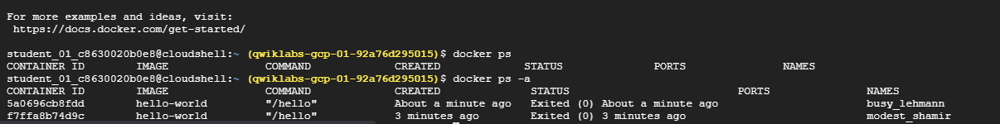 For more examples and ideas, visit:
https://docs.docker.com/get-started/
student_01_c8630020b0e8@cloudshell:~ (qwiklabs-gcp-01-92a76d295015)$ docker ps
CONTAINER ID IMAGE COMMAND CREATED STATUS PORTS NAMES
student_01_c8630020b0e8@cloudshell:~ (qwiklabs-gcp-01-92a76d295015)$ docker ps -a
CONTAINER ID IMAGE COMMAND CREATED STATUS PORTS NAMES
5a0696cb8fdd hello-world "/hello" About a minute ago Exited (0) About a minute ago busy_lehmann
f7ffa8b74d9c hello-world "/hello" 3 minutes ago Exited (0) 3 minutes ago modest_shamir